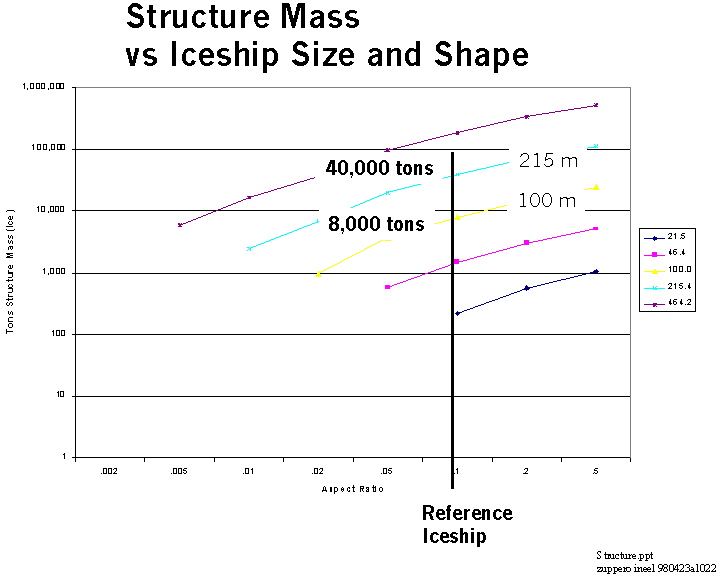 Structure Mass
vs Iceship Size and Shape
1,000,000
100,000
10,000
1,000
100
10
1
Tons Structure Mass (Ice)
40,000 tons
215 m
8,000 tons
100 m
21.5
46.4
100.0
215.4
464.2
.002 .005 .01 .02 .05 .1 .2 .5
Aspect Ratio
Reference
Iceship
Structure.ppt
zuppero ineel980423a1022